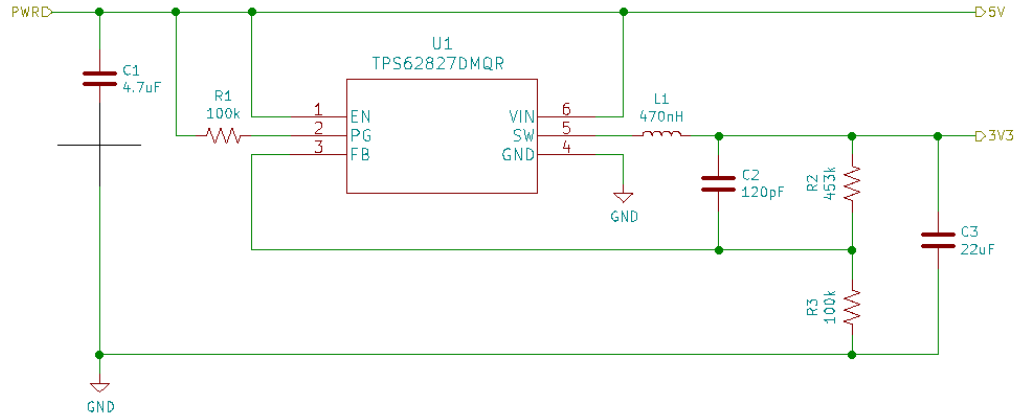 PWR
5V
U1
TPS62827DMQR
C1
4.7uF
R1
100k
1
EN
VIN
6
2
PG
SW
5
3
FB
GND
4
L1
470nH
3V3
C2
120pF
R2
453k
GND
C3
22uF
R3
100k
GND